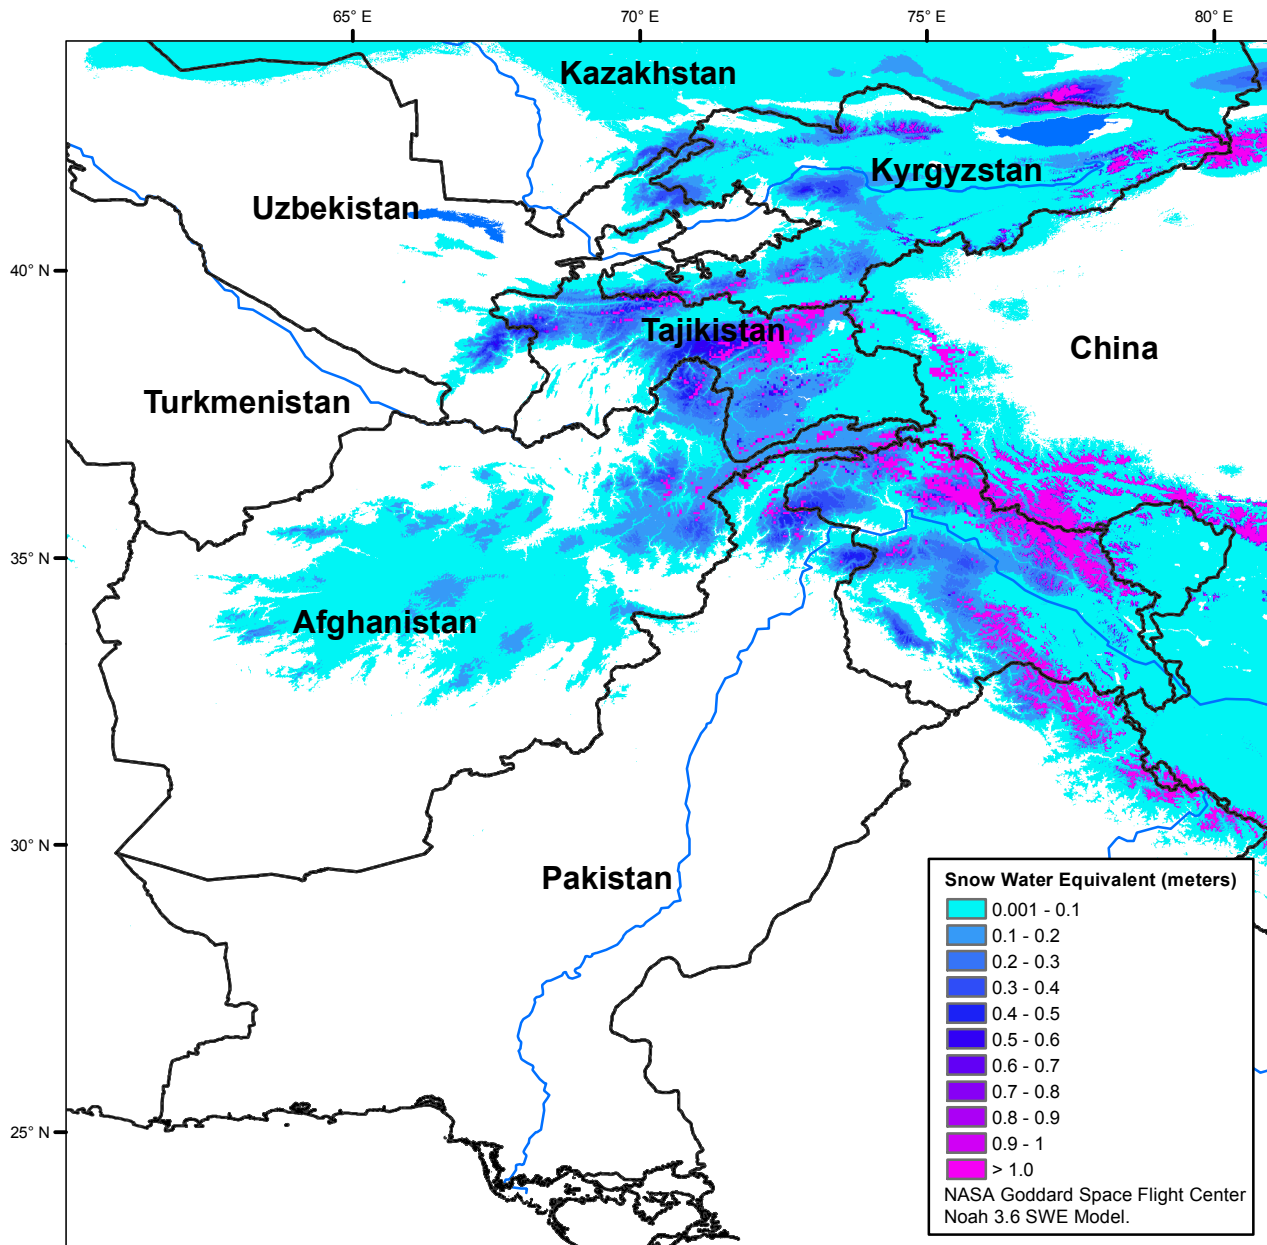 65° E
70° E
75° E
80° E
Kazakhstan
Kyrgyzstan
Uzbekistan
40° N
Tajikistan
China
Turkmenistan
35° N
Afghanistan
30° N
Pakistan
25° N
Snow Water Equivalent (meters)
0.001 - 0.1
0.1 - 0.2
0.2 - 0.3
0.3 - 0.4
0.4 - 0.5
0.5 - 0.6
0.6 - 0.7
0.7 - 0.8
0.8 - 0.9
0.9 - 1
> 1.0
NASA Goddard Space Flight Center
Noah 3.6 SWE Model.